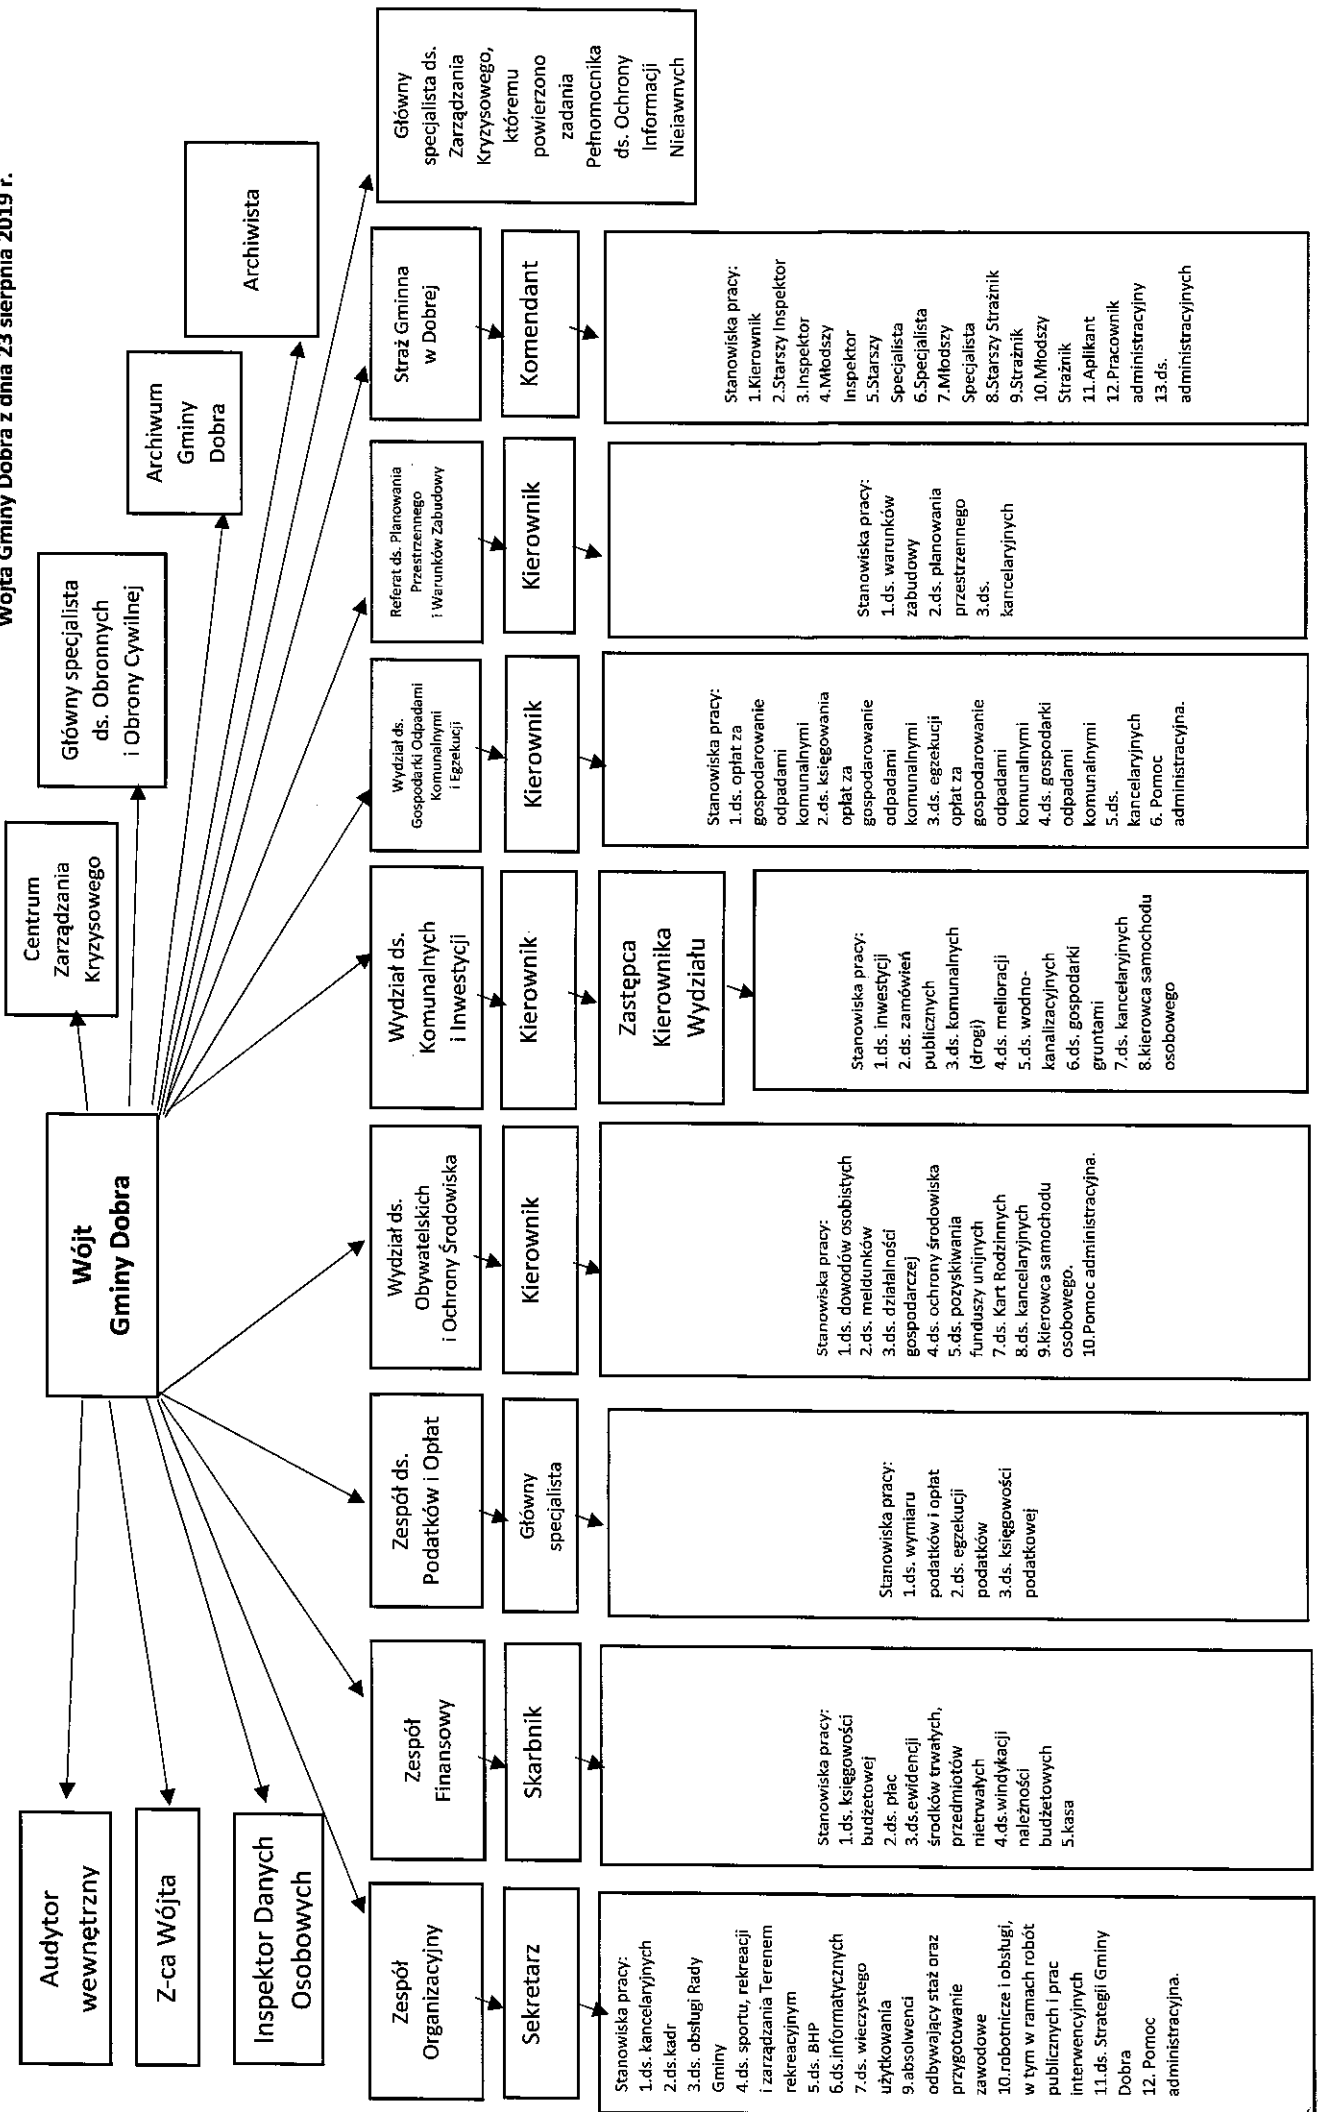 Wójta Gminy Dobra z dnia 23 sierpnia 2019 r.
Wójt
Gminy Dobra
Audytor
wewnętrzny
Z-ca Wójta
Inspektor Danych
Osobowych
Centrum
Zarządzania
Kryzysowego
Główny specjalista
ds. Obronnych
i Obrony Cywilnej
Archiwum
Gminy
Dobra
Archiwista
Główny
specjalista ds.
Zarządzania
Kryzysowego,
któremu
powierzono
zadania
Pełnomocnika
ds. Ochrony
Informacji
Niejawnych
Zespół
Organizacyjny
Sekretarz
Stanowiska pracy:
1.ds. kancelaryjnych
2.ds.kadr
3.ds. obsługi Rady
Gminy
4.ds. sportu, rekreacji
i zarządzania Terenem
rekreacyjnym
5.ds. BHP
6.ds.informatycznych
7.ds. wieczystego
użytkowania
9.absolwenci
odbywający staż oraz
przygotowanie
zawodowe
10.robotnicze i obsługi,
w tym w ramach robót
publicznych i prac
interwencyjnych
11.ds. Strategii Gminy
Dobra
12. Pomoc
administracyjna.
Zespół
Finansowy
Skarbnik
Stanowiska pracy:
1.ds. księgowości
budżetowej
2.ds. płac
3.ds.ewidencji
środków trwałych,
przedmiotów
nietrwałych
4.ds.windykacji
należności
budżetowych
5.kasa
Zespół ds.
Podatków i Opłat
Główny
specjalista
Stanowiska pracy:
1.ds. wymiaru
podatków i opłat
2.ds. egzekucji
podatków
3.ds. księgowości
podatkowej
Wydział ds.
Obywatelskich
i Ochrony Środowiska
Kierownik
Stanowiska pracy:
1.ds. dowodów osobistych
2.ds. meldunków
3.ds. działalności
gospodarczej
4.ds. ochrony środowiska
5.ds. pozyskiwania
funduszy unijnych
7.ds. Kart Rodzinnych
8.ds. kancelaryjnych
9.kierowca samochodu
osobowego.
10.Pomoc administracyjna.
Wydział ds.
Komunalnych
i Inwestycji
Kierownik
Zastępca
Kierownika
Wydziału
Stanowiska pracy:
1.ds. inwestycji
2.ds. zamówień
publicznych
3.ds. komunalnych
(drogi)
4.ds. melioracji
5.ds. wodno-
kanalizacyjnych
6.ds. gospodarki
gruntami
7.ds. kancelaryjnych
8.kierowca samochodu
osobowego
Wydział ds.
Gospodarki Odpadami
Komunalnymi
i Egzekucji
Kierownik
Stanowiska pracy:
1.ds. opłat za
gospodarowanie
odpadami
komunalnymi
2.ds. księgowania
opłat za
gospodarowanie
odpadami
komunalnymi
3.ds. egzekucji
opłat za
gospodarowanie
odpadami
komunalnymi
4.ds. gospodarki
odpadami
komunalnymi
5.ds.
kancelaryjnych
6. Pomoc
administracyjna.
Referat ds. Planowania
Przestrzennego
i Warunków Zabudowy
Kierownik
Stanowiska pracy:
1.ds. warunków
zabudowy
2.ds. planowania
przestrzennego
3.ds.
kancelaryjnych
Straż Gminna
w Dobrej
Komendant
Stanowiska pracy:
1.Kierownik
2.Starszy Inspektor
3.Inspektor
4.Młodszy
Inspektor
5.Starszy
Specjalista
6.Specjalista
7.Młodszy
Specjalista
8.Starszy Strażnik
9.Strażnik
10.Młodszy
Strażnik
11.Aplikant
12.Pracownik
administracyjny
13.ds.
administracyjnych